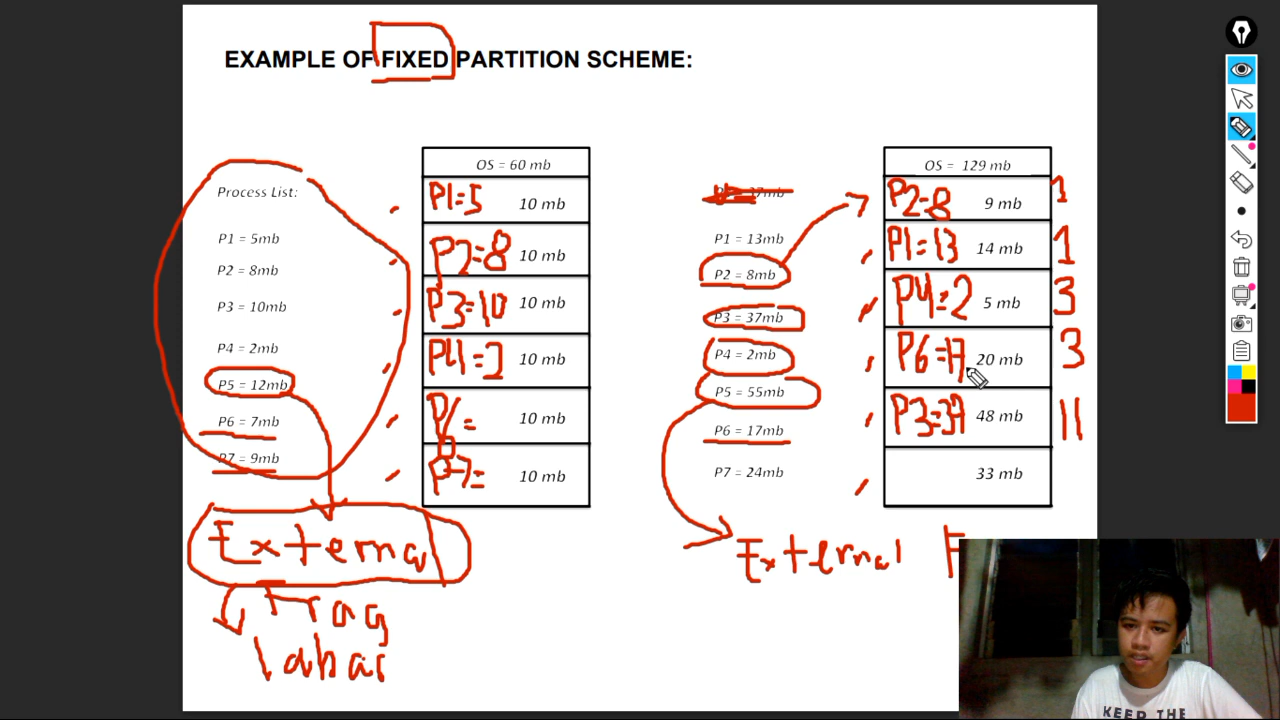 EXAMPLE OF FIXED PARTITION SCHEME:
Process List:
P1 = 5mb
P2 = 8mb
P3 = 10mb
P4 = 2mb
P5 = 12mb
P6 = 7mb
P7 = 9mb
OS = 60 mb
P1=5 10 mb
P2=8 10 mb
P3=10 10 mb
P4=2 10 mb
P6= 10 mb
P7= 10 mb
External
Frag
labas
P1 = 13mb
P2 = 8mb
P3 = 37mb
P4 = 2mb
P5 = 55mb
P6 = 17mb
P7 = 24mb
OS = 129 mb
P2=8 9 mb 1
P1=13 14 mb 1
P4=2 5 mb 3
P6=17 20 mb 3
P3=37 48 mb 11
33 mb
External F
KEEP THE